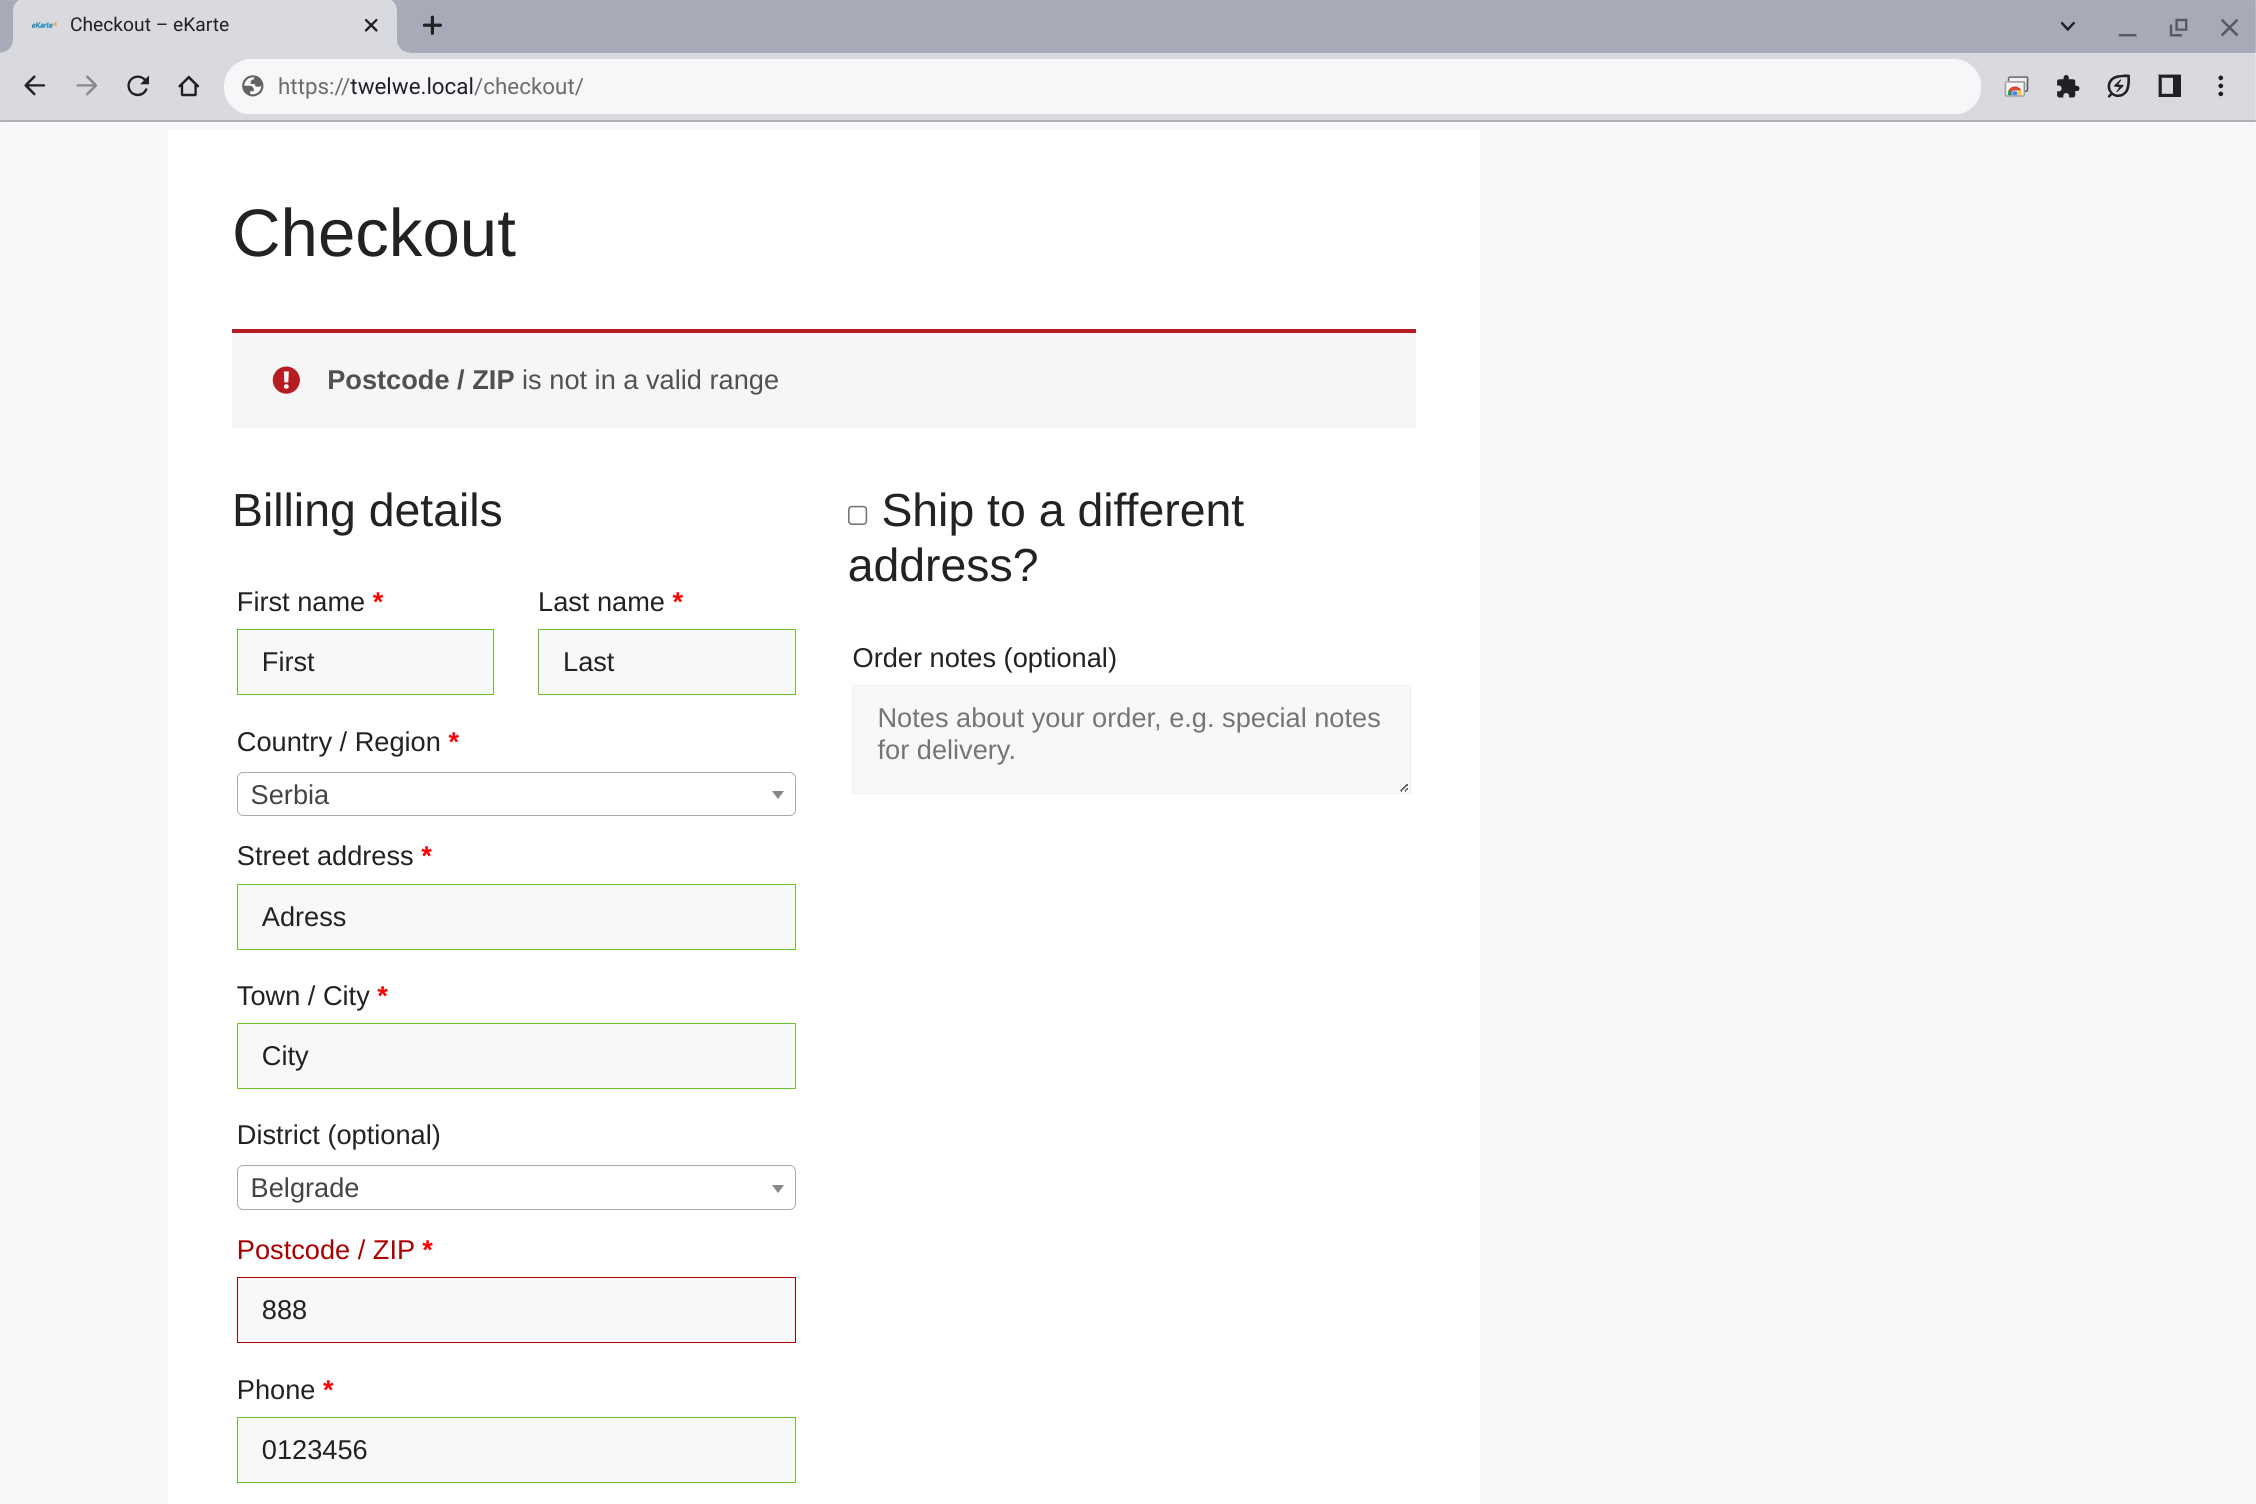 eKarte
Checkout – eKarte
https://twelwe.local/checkout/
Checkout
Postcode / ZIP is not in a valid range
Billing details
First name *
Last name *
First
Last
Country / Region *
Serbia
Street address *
Adress
Town / City *
City
District (optional)
Belgrade
Postcode / ZIP *
888
Phone *
0123456
Ship to a different
address?
Order notes (optional)
Notes about your order, e.g. special notes
for delivery.